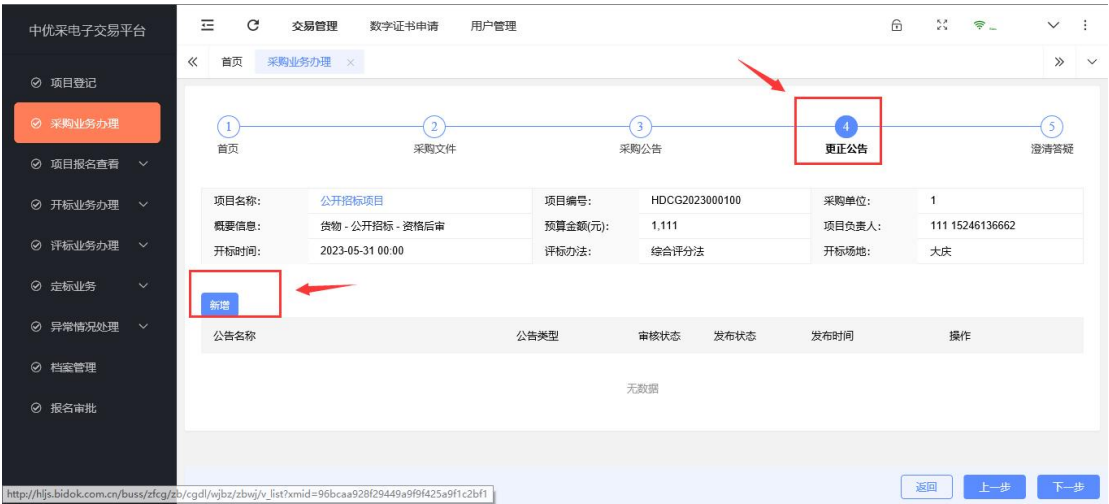 中优采电子交易平台
交易管理 数字证书申请 用户管理
首页 采购业务办理 ×
项目登记
采购业务办理
项目报名查看
开标业务办理
评标业务办理
定标业务
异常情况处理
档案管理
报名审批
1 2 3 4 5
首页 采购文件 采购公告 更正公告 澄清答疑
项目名称: 公开招标项目 项目编号: HDCG2023000100 采购单位: 1
概要信息: 货物 - 公开招标 - 资格后审 预算金额(元): 1,111 项目负责人: 111 15246136662
开标时间: 2023-05-31 00:00 评标办法: 综合评分法 开标场地: 大庆
新增
公告名称 公告类型 审核状态 发布状态 发布时间 操作
无数据
返回 上一步 下一步
http://hljs.bidok.com.cn/buss/zfcg/zb/cgdl/wjbz/zbwj/v_list?xmid=96bcaa928f29449a9f9f425a9f1c2bf1